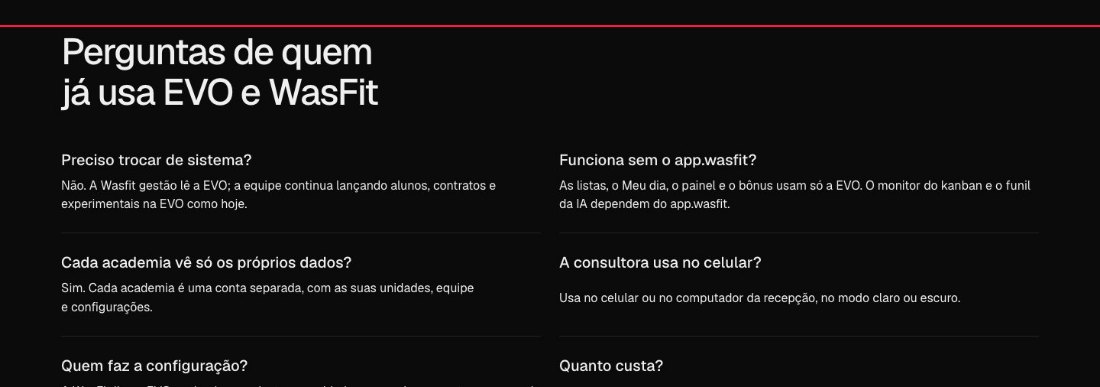 Perguntas de quem
já usa EVO e WasFit
Preciso trocar de sistema?
Não. A Wasfit gestão lê a EVO; a equipe continua lançando alunos, contratos e
experimentais na EVO como hoje.
Funciona sem o app.wasfit?
As listas, o Meu dia, o painel e o bônus usam só a EVO. O monitor do kanban e o funil
da IA dependem do app.wasfit.
Cada academia vê só os próprios dados?
Sim. Cada academia é uma conta separada, com as suas unidades, equipe
e configurações.
A consultora usa no celular?
Usa no celular ou no computador da recepção, no modo claro ou escuro.
Quem faz a configuração?
Quanto custa?